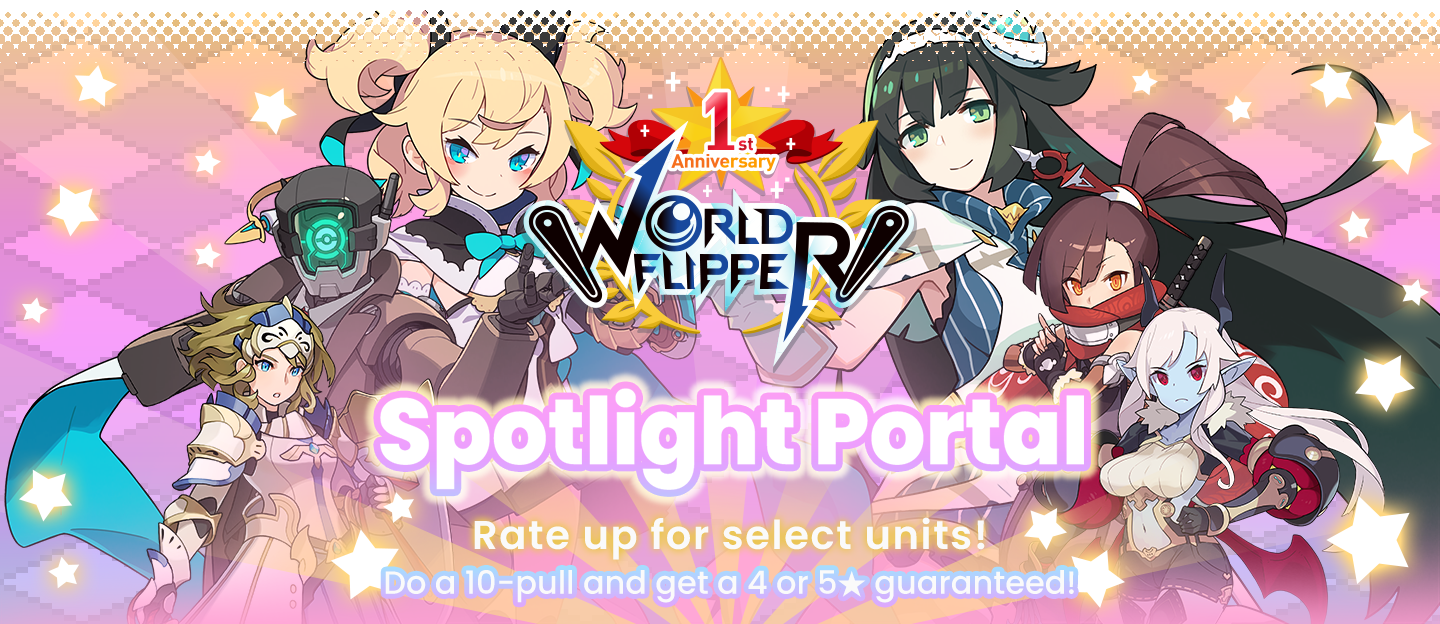 1st
Anniversary
WORLD
FLIPPER
Spotlight Portal
Rate up for select units!
Do a 10-pull and get a 4 or 5★ guaranteed!